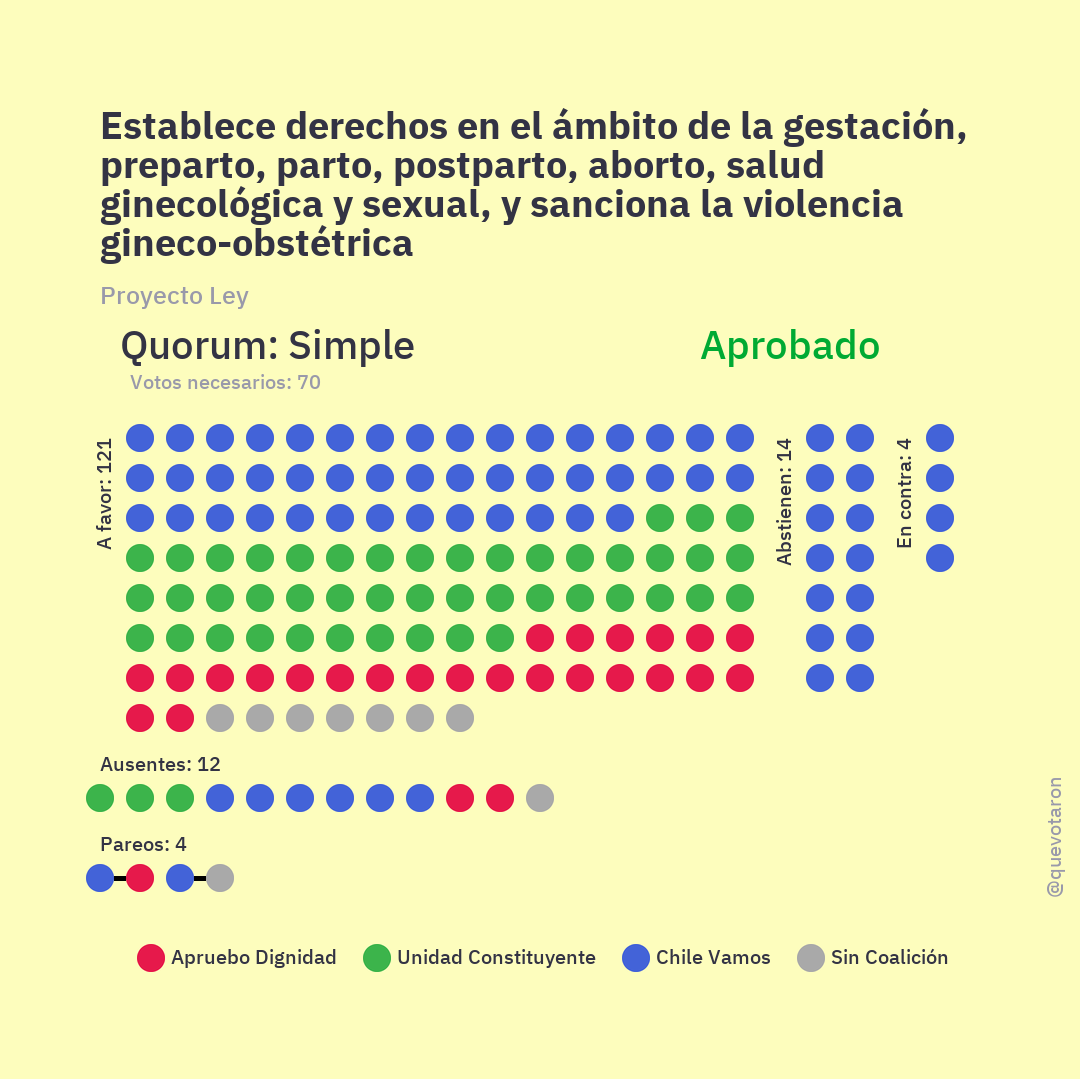 Establece derechos en el ámbito de la gestación,
preparto, parto, postparto, aborto, salud
ginecológica y sexual, y sanciona la violencia
gineco-obstétrica
Proyecto Ley
Quorum: Simple
Aprobado
Votos necesarios: 70
A favor: 121
Abstienen: 14
En contra: 4
Ausentes: 12
Pareos: 4
@quevotaron
Apruebo Dignidad
Unidad Constituyente
Chile Vamos
Sin Coalición